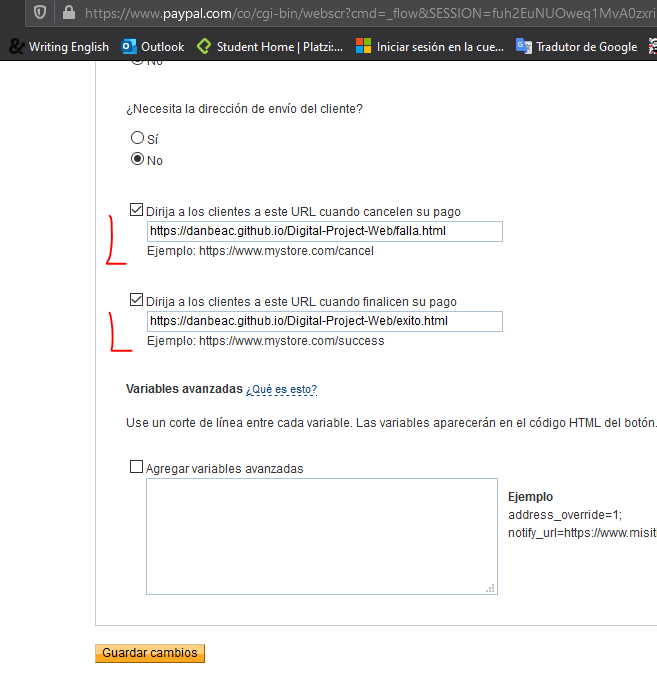 https://www.paypal.com/co/cgi-bin/webscr?cmd=_flow&SESSION=fuh2EuNUOweq1MvA0zxri
Writing English
Outlook
Student Home | Platzi:...
Iniciar sesión en la cue...
Traductor de Google
No
¿Necesita la dirección de envío del cliente?
Sí
No
Dirija a los clientes a este URL cuando cancelen su pago
https://danbeac.github.io/Digital-Project-Web/falla.html
Ejemplo: https://www.mystore.com/cancel
Dirija a los clientes a este URL cuando finalicen su pago
https://danbeac.github.io/Digital-Project-Web/exito.html
Ejemplo: https://www.mystore.com/success
Variables avanzadas ¿Qué es esto?
Use un corte de línea entre cada variable. Las variables aparecerán en el código HTML del botón.
Agregar variables avanzadas
Ejemplo
address_override=1;
notify_url=https://www.misit
Guardar cambios